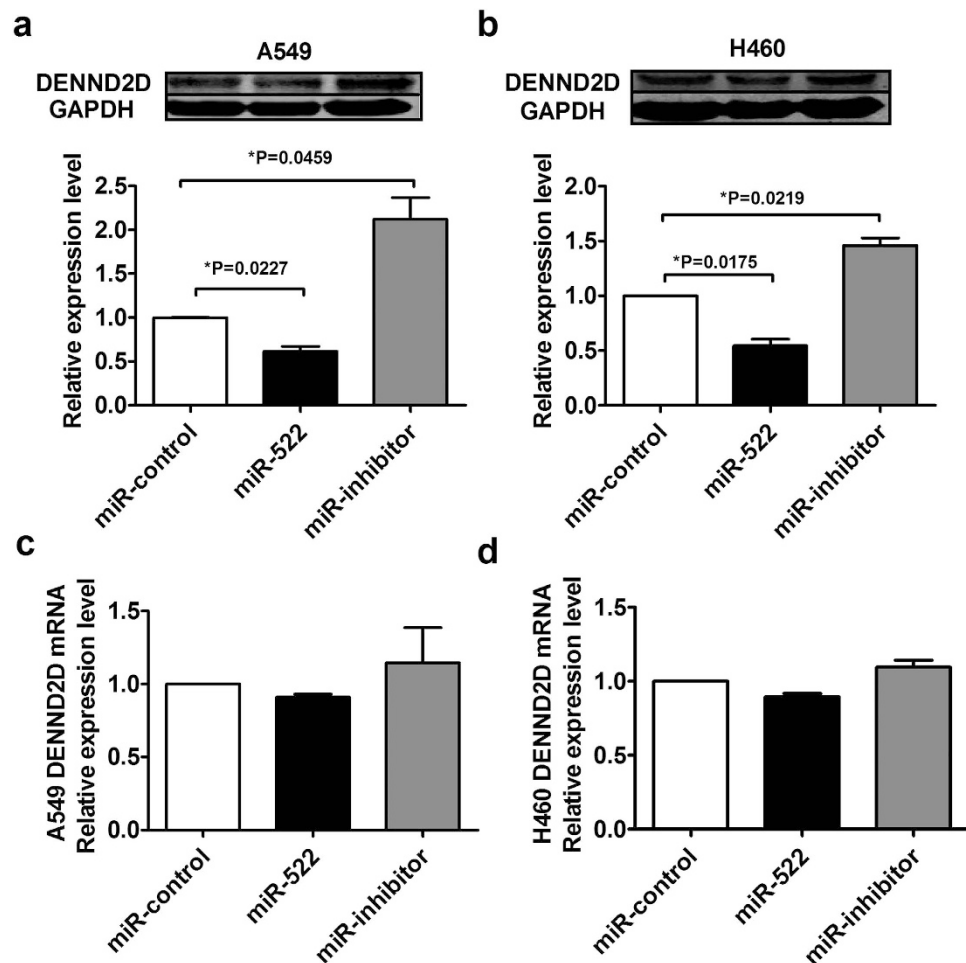 a
A549
DENND2D
GAPDH
*P=0.0459
*P=0.0227
Relative expression level
2.5
2.0
1.5
1.0
0.5
0.0
miR-control
miR-522
miR-inhibitor
b
H460
DENND2D
GAPDH
*P=0.0219
*P=0.0175
Relative expression level
2.0
1.5
1.0
0.5
0.0
miR-control
miR-522
miR-inhibitor
c
A549 DENND2D mRNA
Relative expression level
1.5
1.0
0.5
0.0
miR-control
miR-522
miR-inhibitor
d
H460 DENND2D mRNA
Relative expression level
1.5
1.0
0.5
0.0
miR-control
miR-522
miR-inhibitor